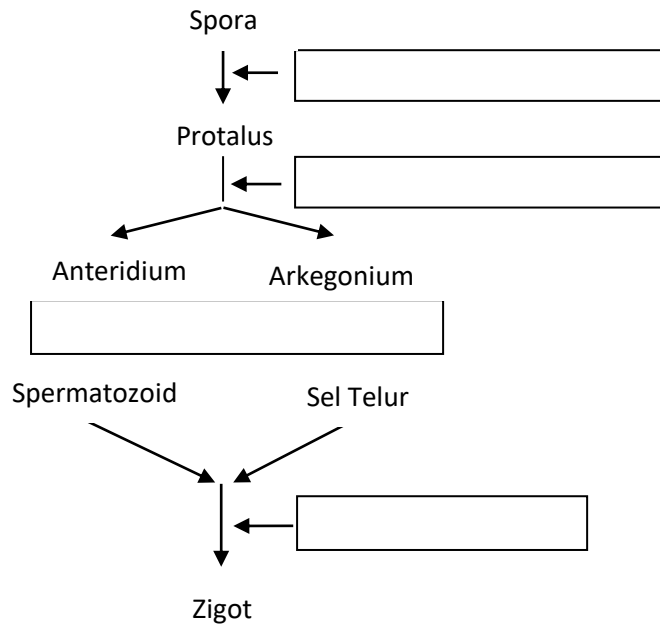 Spora
Protalus
Anteridium
Arkegonium
Spermatozoid
Sel Telur
Zigot